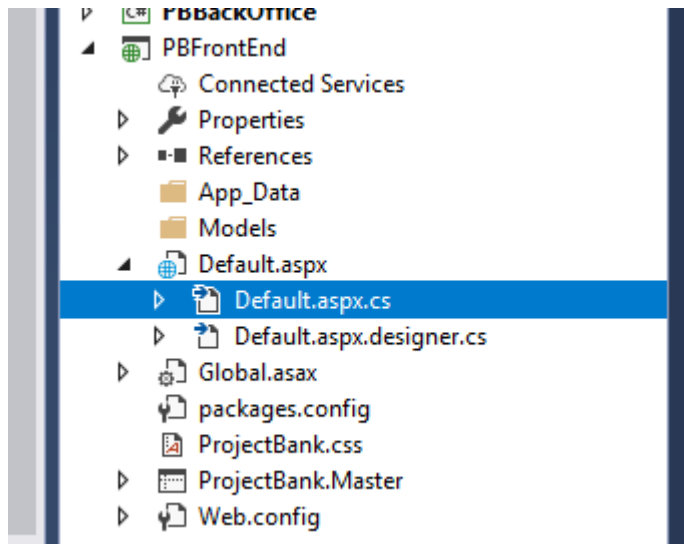 PBBackOffice
PBFrontEnd
Connected Services
Properties
References
App_Data
Models
Default.aspx
Default.aspx.cs
Default.aspx.designer.cs
Global.asax
packages.config
ProjectBank.css
ProjectBank.Master
Web.config